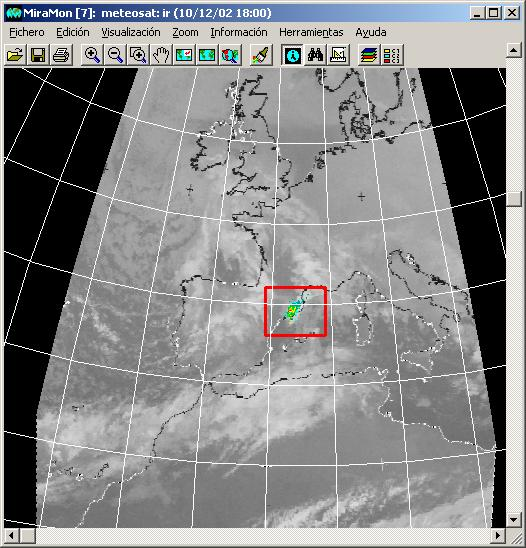 MiraMon [7]: meteosat: ir (10/12/02 18:00)
Fichero Edición Visualización Zoom Información Herramientas Ayuda